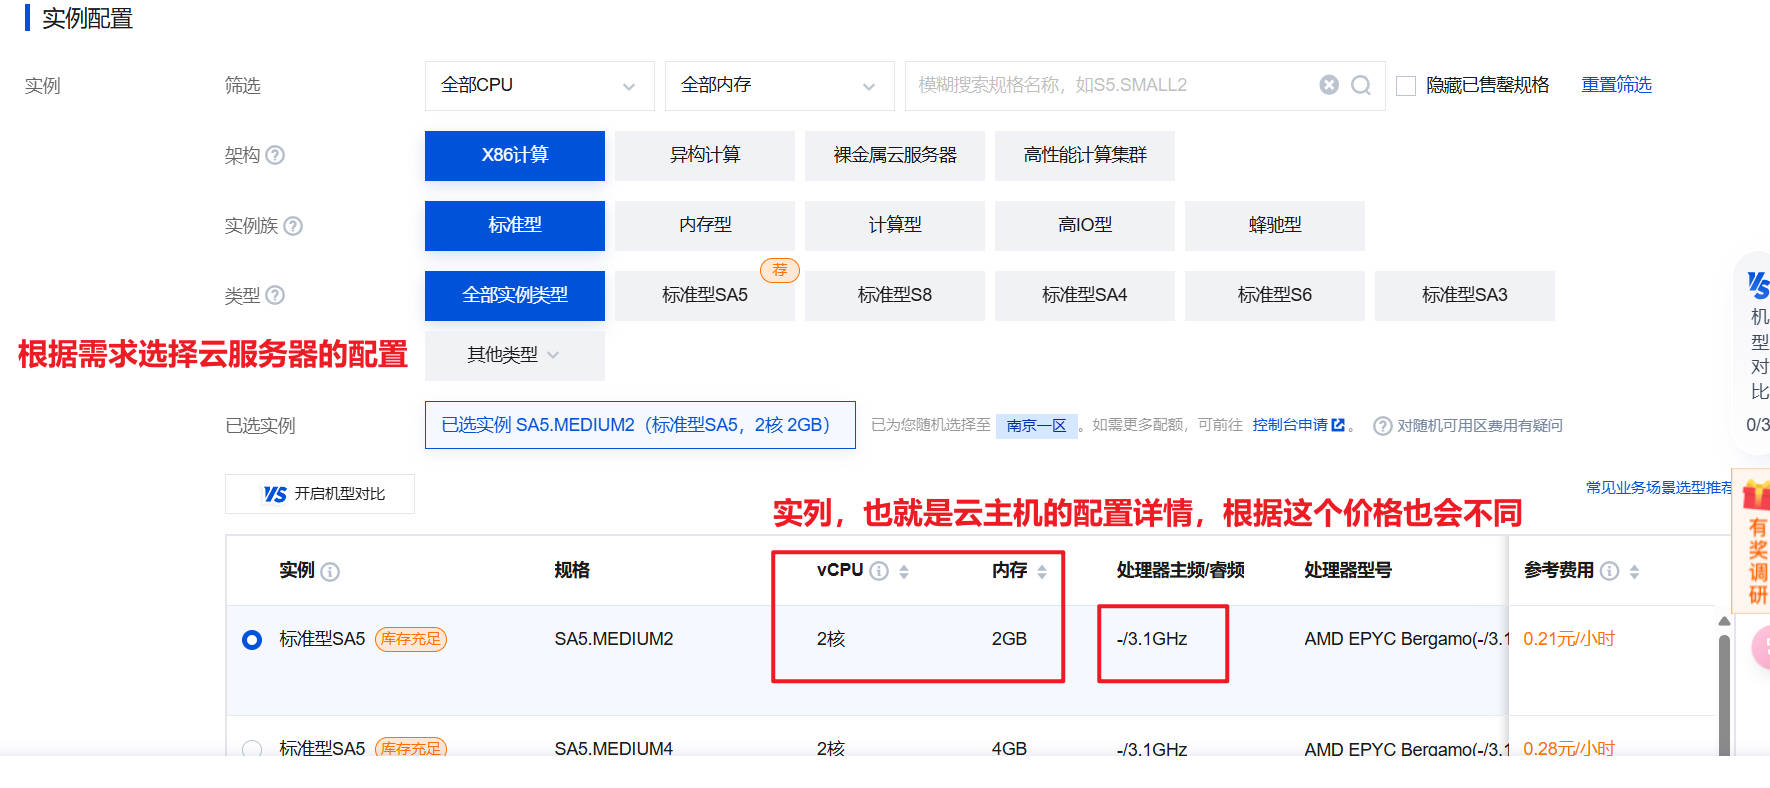 实例配置
实例
筛选
全部CPU
全部内存
模糊搜索规格名称，如S5.SMALL2
隐藏已售罄规格
重置筛选
架构
X86计算
异构计算
裸金属云服务器
高性能计算集群
实例族
标准型
内存型
计算型
高IO型
蜂驰型
类型
全部实例类型
标准型SA5
荐
标准型S8
标准型SA4
标准型S6
标准型SA3
根据需求选择云服务器的配置
其他类型
已选实例
已选实例 SA5.MEDIUM2（标准型SA5，2核 2GB）
已为您随机选择至 南京一区 。如需更多配额，可前往 控制台申请 。 对随机可用区费用有疑问
机型对比
0/3
VS 开启机型对比
常见业务场景选型推荐
实列，也就是云主机的配置详情，根据这个价格也会不同
有奖调研
实例 规格 vCPU 内存 处理器主频/睿频 处理器型号 参考费用
标准型SA5 库存充足 SA5.MEDIUM2 2核 2GB -/3.1GHz AMD EPYC Bergamo(-/3.1 0.21元/小时
标准型SA5 库存充足 SA5.MEDIUM4 2核 4GB -/3.1GHz AMD EPYC Bergamo(-/3.1 0.28元/小时